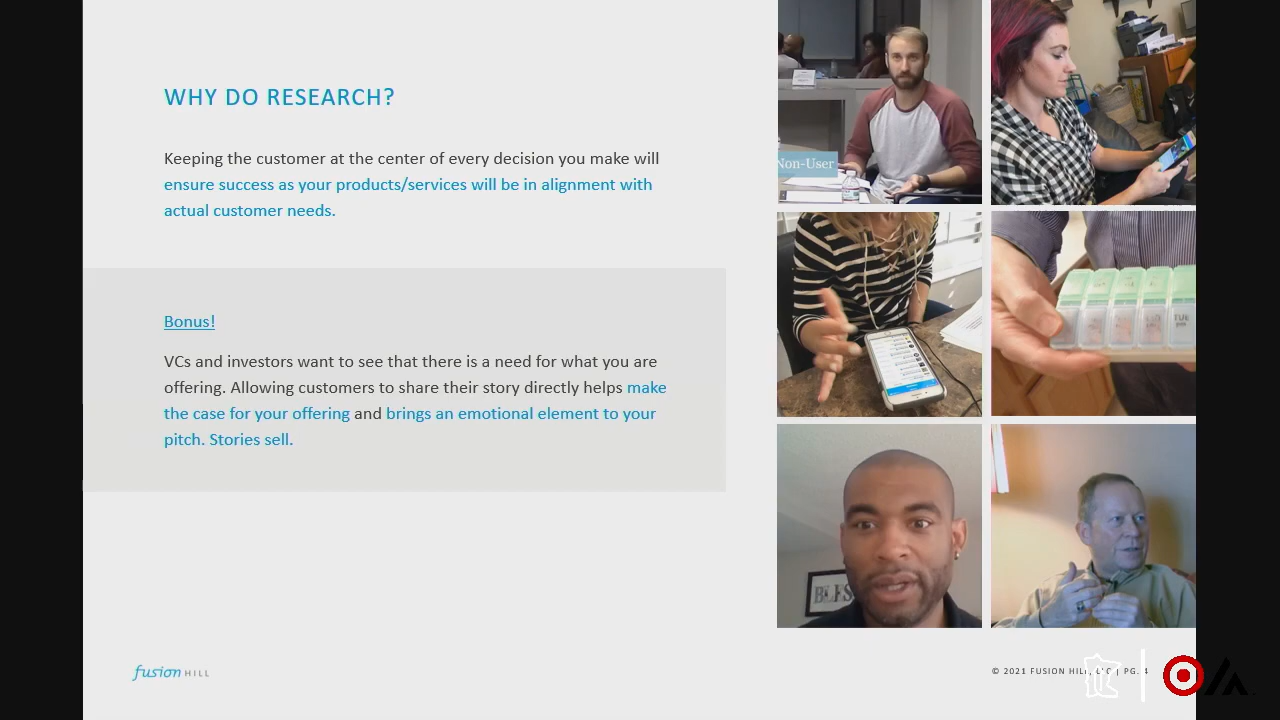 WHY DO RESEARCH?
Keeping the customer at the center of every decision you make will
ensure success as your products/services will be in alignment with
actual customer needs.
Bonus!
VCs and investors want to see that there is a need for what you are
offering. Allowing customers to share their story directly helps make
the case for your offering and brings an emotional element to your
pitch. Stories sell.
Non-User
TUE
fusion HILL
© 2021 FUSION HILL, LLC | PG. 4